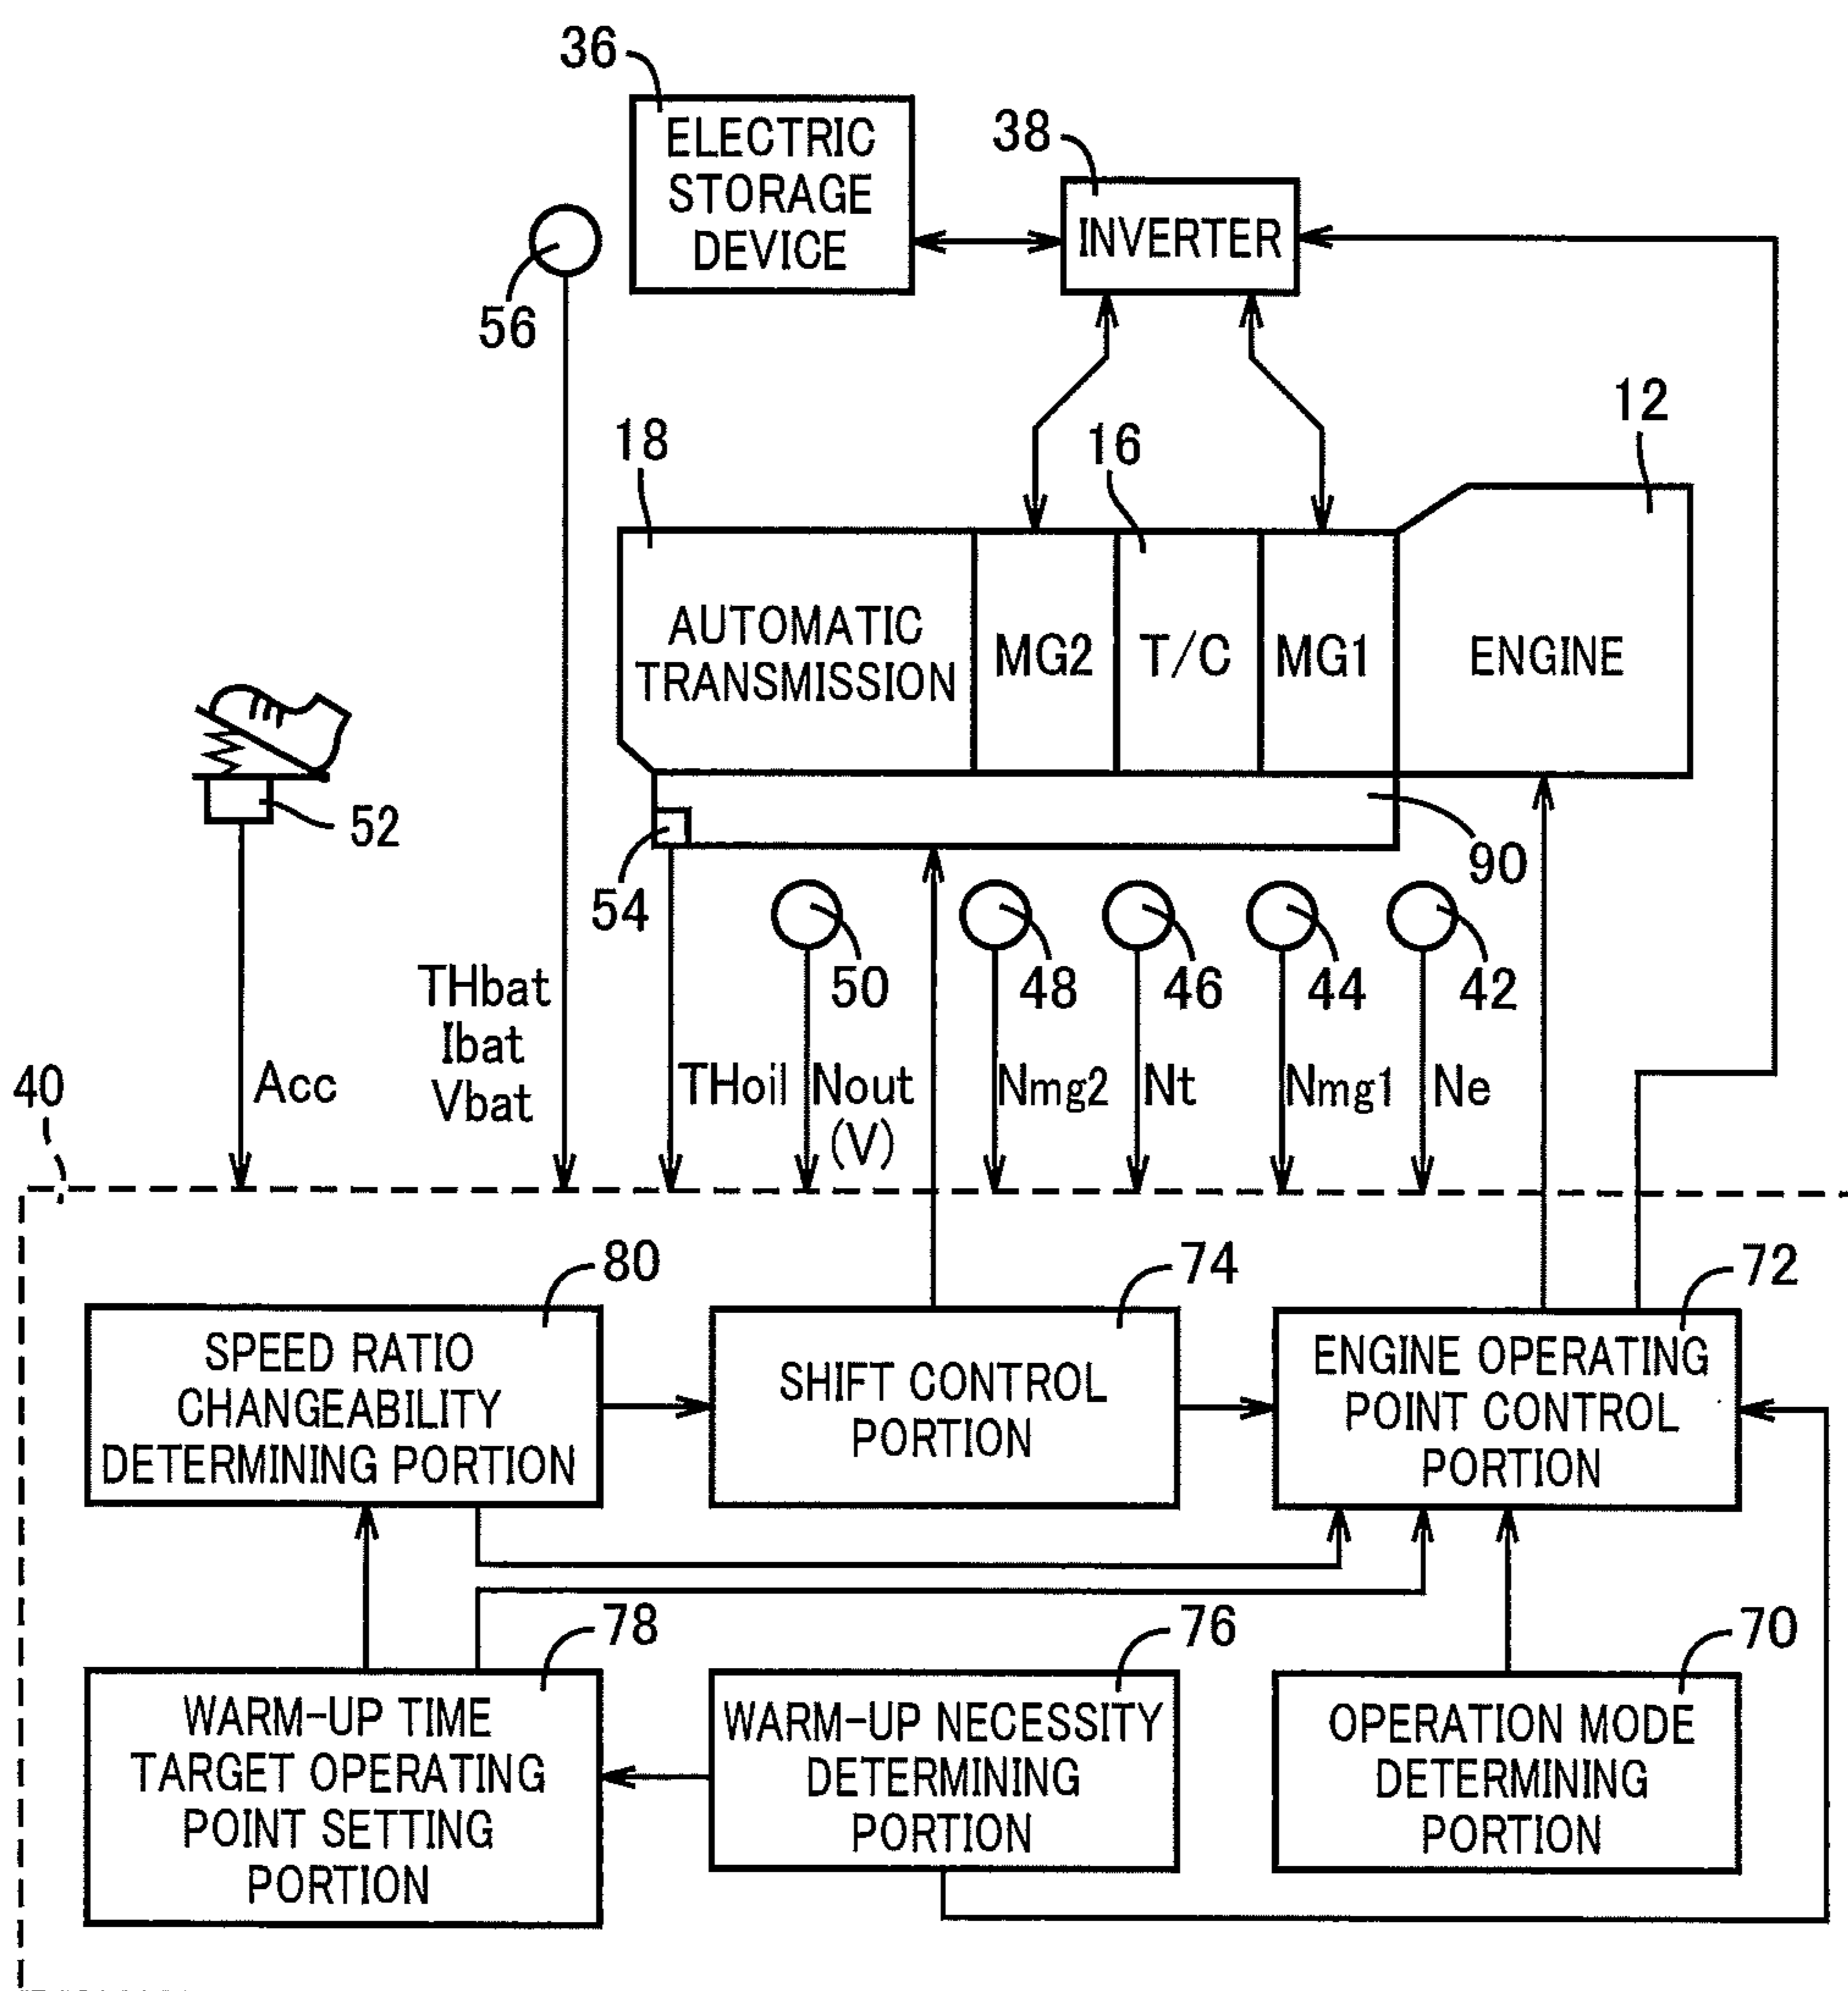 36
ELECTRIC
STORAGE
DEVICE
38
INVERTER
56
12
18
16
AUTOMATIC
TRANSMISSION
MG2
T/C
MG1
ENGINE
52
54
90
50
48
46
44
42
THbat
Ibat
Vbat
Acc
THoil
Nout
(V)
Nmg2
Nt
Nmg1
Ne
40
80
SPEED RATIO
CHANGEABILITY
DETERMINING PORTION
74
SHIFT CONTROL
PORTION
72
ENGINE OPERATING
POINT CONTROL
PORTION
78
WARM-UP TIME
TARGET OPERATING
POINT SETTING
PORTION
76
WARM-UP NECESSITY
DETERMINING
PORTION
70
OPERATION MODE
DETERMINING
PORTION